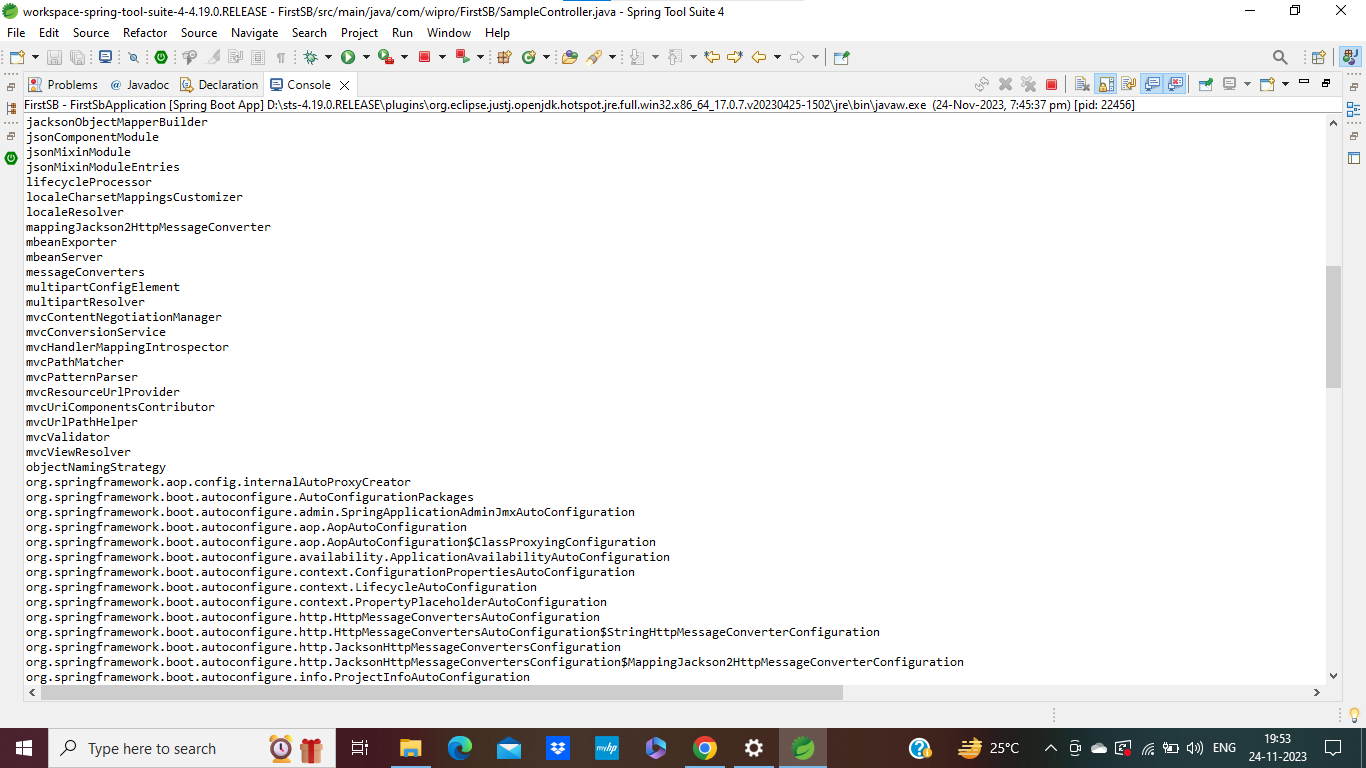 workspace-spring-tool-suite-4-4.19.0.RELEASE - FirstSB/src/main/java/com/wipro/FirstSB/SampleController.java - Spring Tool Suite 4
File Edit Source Refactor Source Navigate Search Project Run Window Help
Problems @ Javadoc Declaration Console
FirstSB - FirstSbApplication [Spring Boot App] D:\sts-4.19.0.RELEASE\plugins\org.eclipse.justj.openjdk.hotspot.jre.full.win32.x86_64_17.0.7.v20230425-1502\jre\bin\javaw.exe (24-Nov-2023, 7:45:37 pm) [pid: 22456]
jacksonObjectMapperBuilder
jsonComponentModule
jsonMixinModule
jsonMixinModuleEntries
lifecycleProcessor
localeCharsetMappingsCustomizer
localeResolver
mappingJackson2HttpMessageConverter
mbeanExporter
mbeanServer
messageConverters
multipartConfigElement
multipartResolver
mvcContentNegotiationManager
mvcConversionService
mvcHandlerMappingIntrospector
mvcPathMatcher
mvcPatternParser
mvcResourceUrlProvider
mvcUriComponentsContributor
mvcUrlPathHelper
mvcValidator
mvcViewResolver
objectNamingStrategy
org.springframework.aop.config.internalAutoProxyCreator
org.springframework.boot.autoconfigure.AutoConfigurationPackages
org.springframework.boot.autoconfigure.admin.SpringApplicationAdminJmxAutoConfiguration
org.springframework.boot.autoconfigure.aop.AopAutoConfiguration
org.springframework.boot.autoconfigure.aop.AopAutoConfiguration$ClassProxyingConfiguration
org.springframework.boot.autoconfigure.availability.ApplicationAvailabilityAutoConfiguration
org.springframework.boot.autoconfigure.context.ConfigurationPropertiesAutoConfiguration
org.springframework.boot.autoconfigure.context.LifecycleAutoConfiguration
org.springframework.boot.autoconfigure.context.PropertyPlaceholderAutoConfiguration
org.springframework.boot.autoconfigure.http.HttpMessageConvertersAutoConfiguration
org.springframework.boot.autoconfigure.http.HttpMessageConvertersAutoConfiguration$StringHttpMessageConverterConfiguration
org.springframework.boot.autoconfigure.http.JacksonHttpMessageConvertersConfiguration
org.springframework.boot.autoconfigure.http.JacksonHttpMessageConvertersConfiguration$MappingJackson2HttpMessageConverterConfiguration
org.springframework.boot.autoconfigure.info.ProjectInfoAutoConfiguration
Type here to search
myhp
25°C
ENG
19:53
24-11-2023